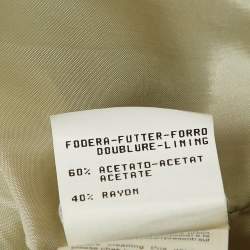 FODERA-FUTTER-FORRO
DOUBLURE-LINING
60% ACETATO-ACETAT
ACETATE
40% RAYON